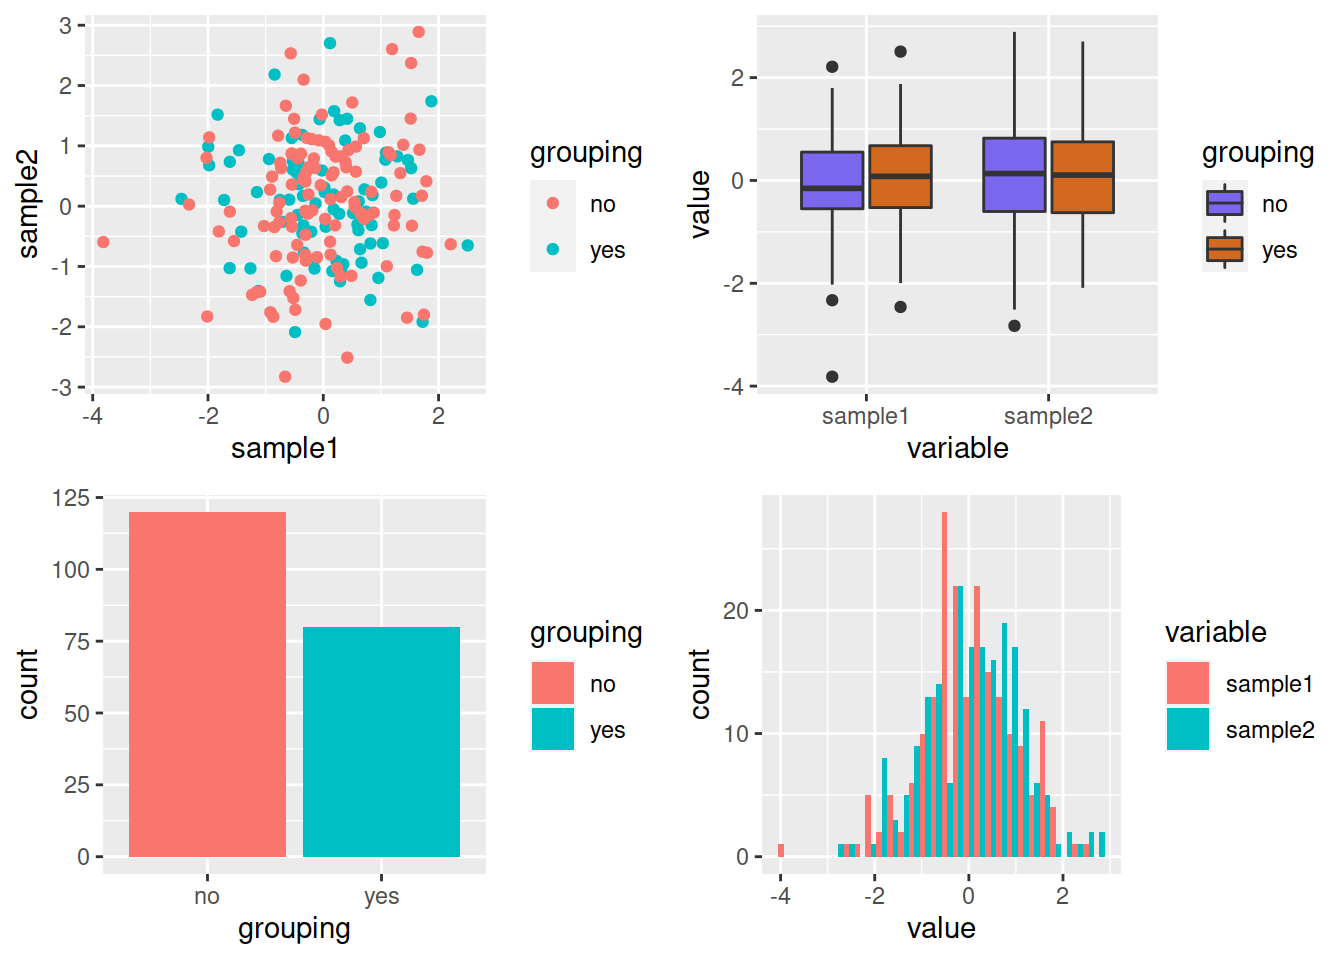 3
2
1
0
-1
-2
-3
sample2
-4 -2 0 2
sample1
grouping
no
yes
2
0
-2
-4
value
sample1 sample2
variable
grouping
no
yes
125
100
75
50
25
0
count
no yes
grouping
grouping
no
yes
20
10
0
count
-4 -2 0 2
value
variable
sample1
sample2